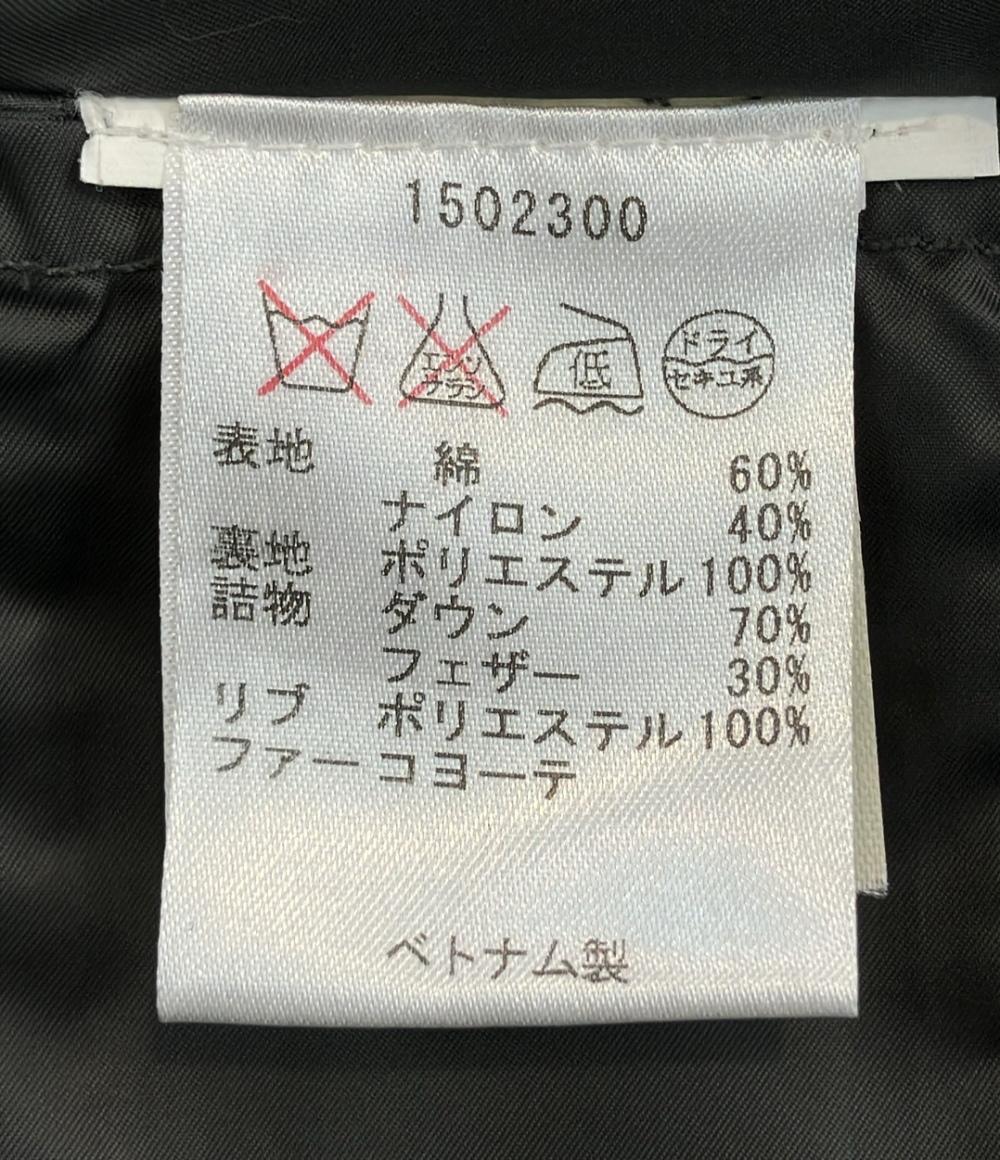 1502300
エンソ
フテン
低
ドライ
セキユ系
表地 綿 60%
ナイロン 40%
裏地 ポリエステル 100%
詰物 ダウン 70%
フェザー 30%
リブ ポリエステル 100%
ファー コヨーテ
ベトナム製